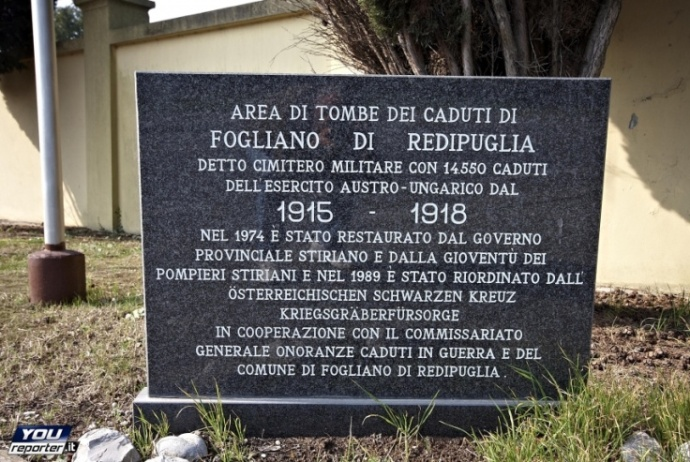 AREA DI TOMBE DEI CADUTI DI
FOGLIANO DI REDIPUGLIA
DETTO CIMITERO MILITARE CON 14.550 CADUTI
DELL'ESERCITO AUSTRO-UNGARICO DAL
1915 - 1918
NEL 1974 È STATO RESTAURATO DAL GOVERNO
PROVINCIALE STIRIANO E DALLA GIOVENTÙ DEI
POMPIERI STIRIANI E NEL 1989 È STATO RIORDINATO DALL'
ÖSTERREICHISCHEN SCHWARZEN KREUZ
KRIEGSGRÄBERFÜRSORGE
IN COOPERAZIONE CON IL COMMISSARIATO
GENERALE ONORANZE CADUTI IN GUERRA E DEL
COMUNE DI FOGLIANO DI REDIPUGLIA.
YOU
reporter.it